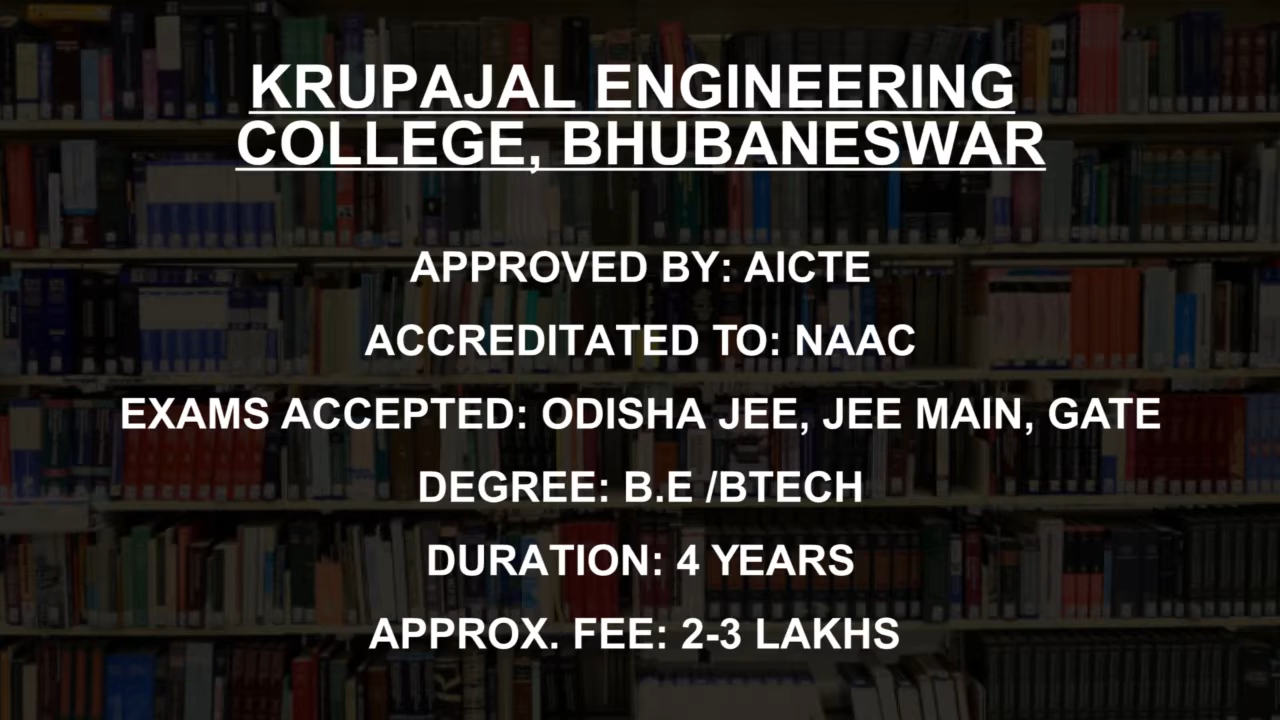 KRUPAJAL ENGINEERING
COLLEGE, BHUBANESWAR
APPROVED BY: AICTE
ACCREDITATED TO: NAAC
EXAMS ACCEPTED: ODISHA JEE, JEE MAIN, GATE
DEGREE: B.E /BTECH
DURATION: 4 YEARS
APPROX. FEE: 2-3 LAKHS